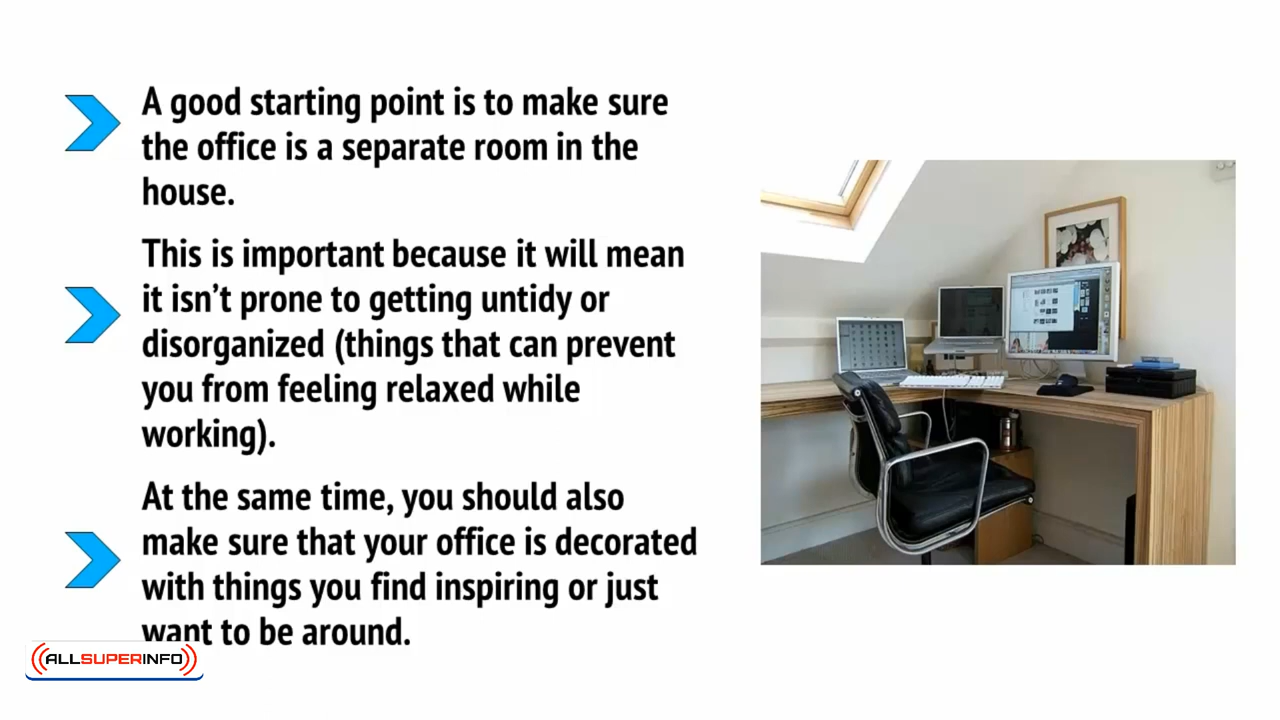 A good starting point is to make sure
the office is a separate room in the
house.
This is important because it will mean
it isn’t prone to getting untidy or
disorganized (things that can prevent
you from feeling relaxed while
working).
At the same time, you should also
make sure that your office is decorated
with things you find inspiring or just
want to be around.
ALLSUPERINFO